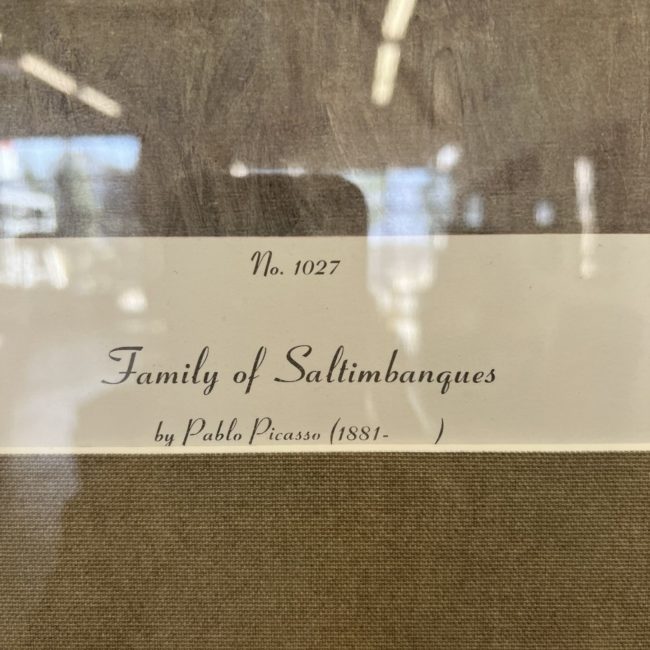 No. 1027
Family of Saltimbanques
by Pablo Picasso (1881-      )